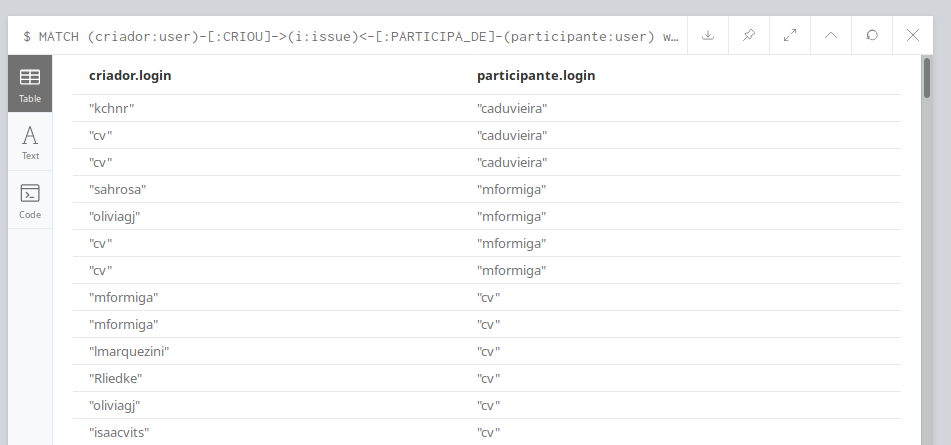 $ MATCH (criador:user)-[:CRIOU]->(i:issue)<-[:PARTICIPA_DE]-(participante:user) w…
Table
Text
Code
criador.login participante.login
"kchnr" "caduvieira"
"cv" "caduvieira"
"cv" "caduvieira"
"sahrosa" "mformiga"
"oliviagj" "mformiga"
"cv" "mformiga"
"cv" "mformiga"
"mformiga" "cv"
"mformiga" "cv"
"lmarquezini" "cv"
"Rliedke" "cv"
"oliviagj" "cv"
"isaacvits" "cv"